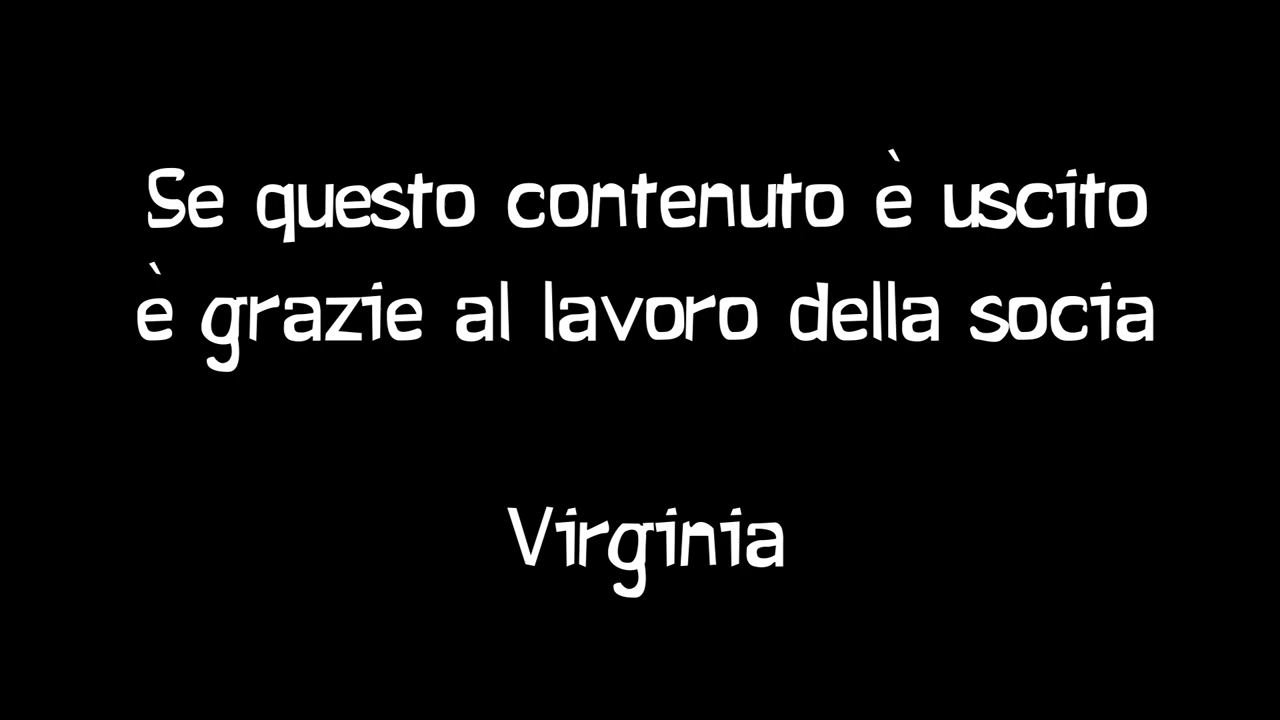 Se questo contenuto è uscito
è grazie al lavoro della socia
Virginia